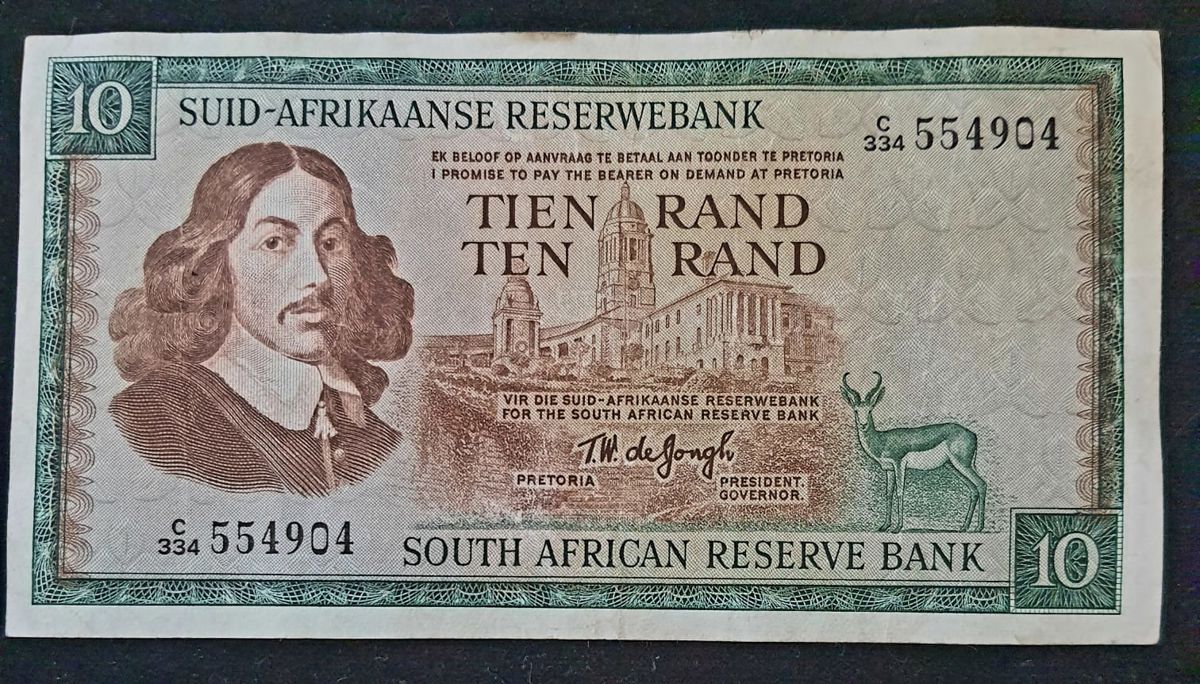 10
SUID-AFRIKAANSE RESERWEBANK
C/334 554904
EK BELOOF OP AANVRAAG TE BETAAL AAN TOONDER TE PRETORIA
I PROMISE TO PAY THE BEARER ON DEMAND AT PRETORIA
TIEN RAND
TEN RAND
VIR DIE SUID-AFRIKAANSE RESERWEBANK
FOR THE SOUTH AFRICAN RESERVE BANK
T.W. de Jongh
PRETORIA
PRESIDENT.
GOVERNOR.
C/334 554904
SOUTH AFRICAN RESERVE BANK
10